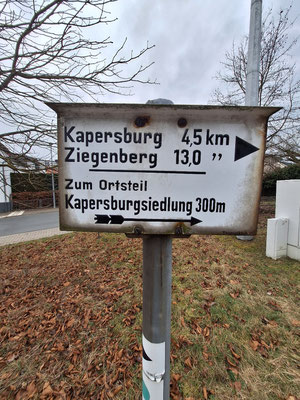 Kapersburg 4,5 km
Ziegenberg 13,0 ”
Zum Ortsteil
Kapersburgsiedlung 300m